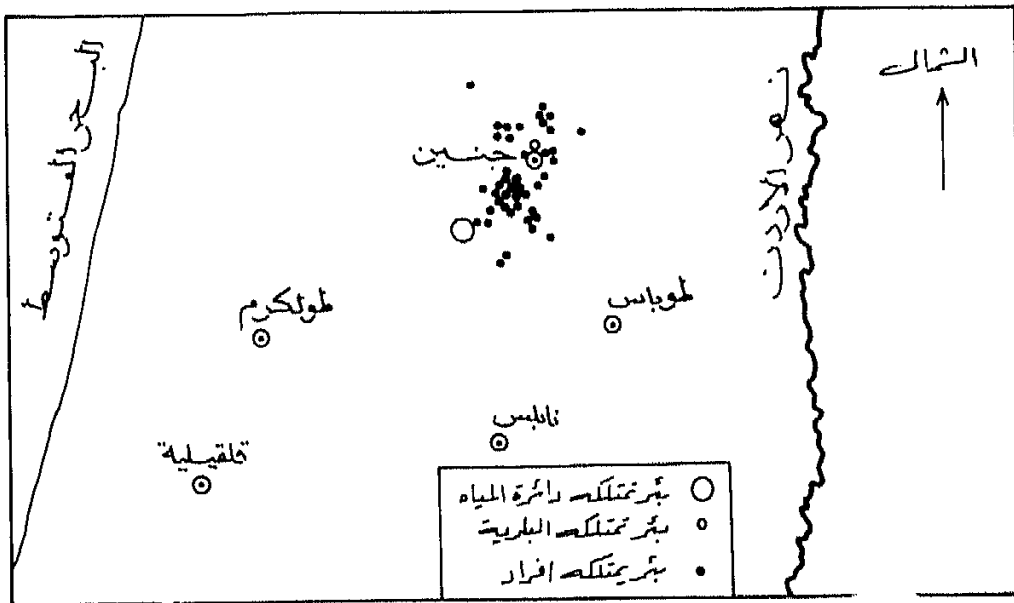 الشمال
البحر المتوسط
نهر الاردن
جنين
طوباس
طولكرم
نابلس
قلقيلية
بئر تمتلكه دائرة المياه
بئر تمتلكه البلدية
بئر يمتلكه افراد